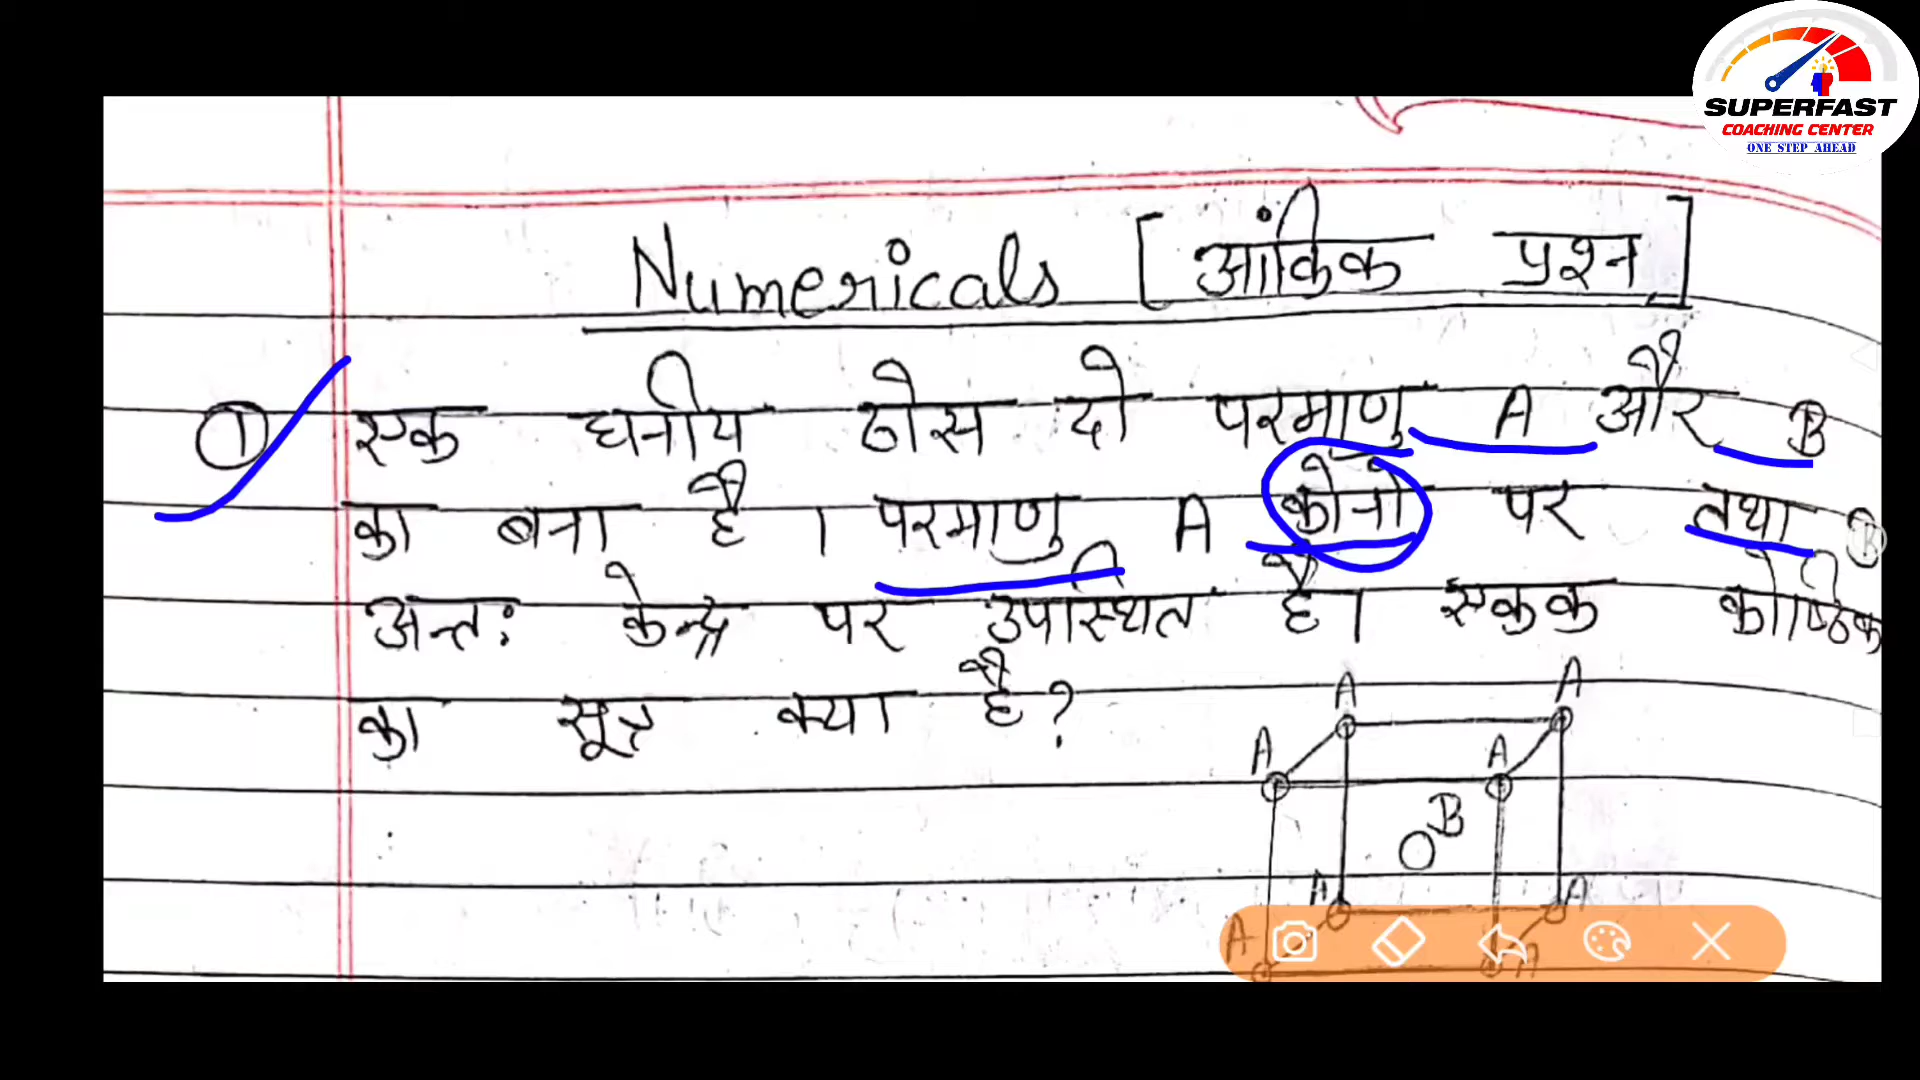 SUPERFAST
COACHING CENTER
ONE STEP AHEAD
Numericals [आंकिक प्रश्न]
① एक घनीय ठोस दो परमाणु A और B
का बना है । परमाणु A कोनो पर तथा B
अन्तः केन्द्र पर उपस्थित है। एकक कोष्ठिक
का सूत्र क्या है?
A A
A A
B
A A
A A